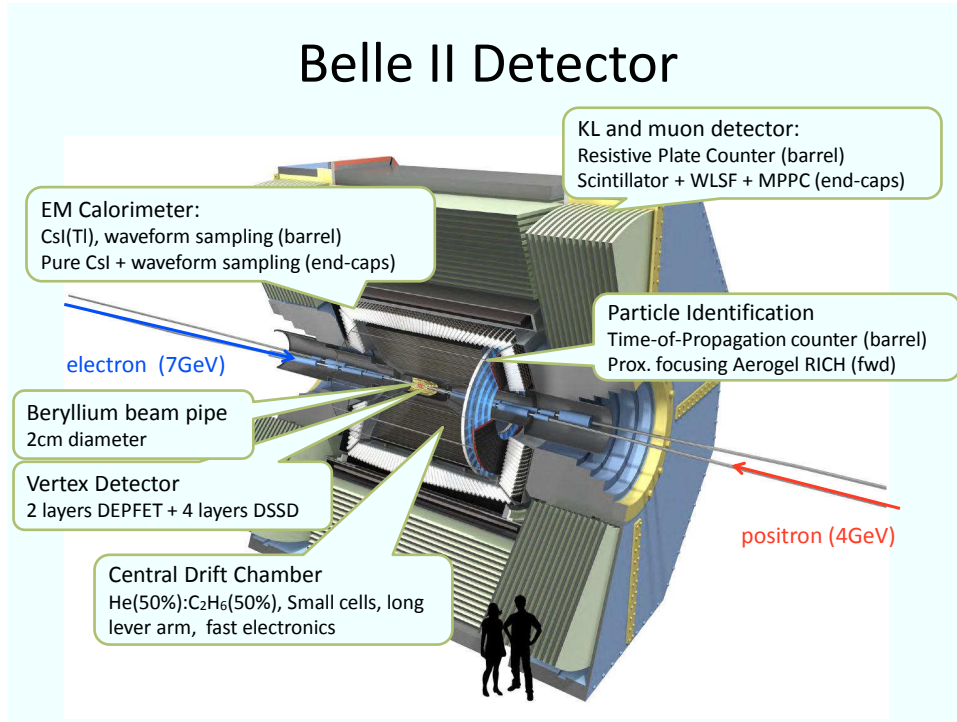 Belle II Detector
KL and muon detector:
Resistive Plate Counter (barrel)
Scintillator + WLSF + MPPC (end-caps)
EM Calorimeter:
CsI(Tl), waveform sampling (barrel)
Pure CsI + waveform sampling (end-caps)
Particle Identification
Time-of-Propagation counter (barrel)
Prox. focusing Aerogel RICH (fwd)
electron (7GeV)
Beryllium beam pipe
2cm diameter
Vertex Detector
2 layers DEPFET + 4 layers DSSD
positron (4GeV)
Central Drift Chamber
He(50%):C₂H₆(50%), Small cells, long
lever arm, fast electronics